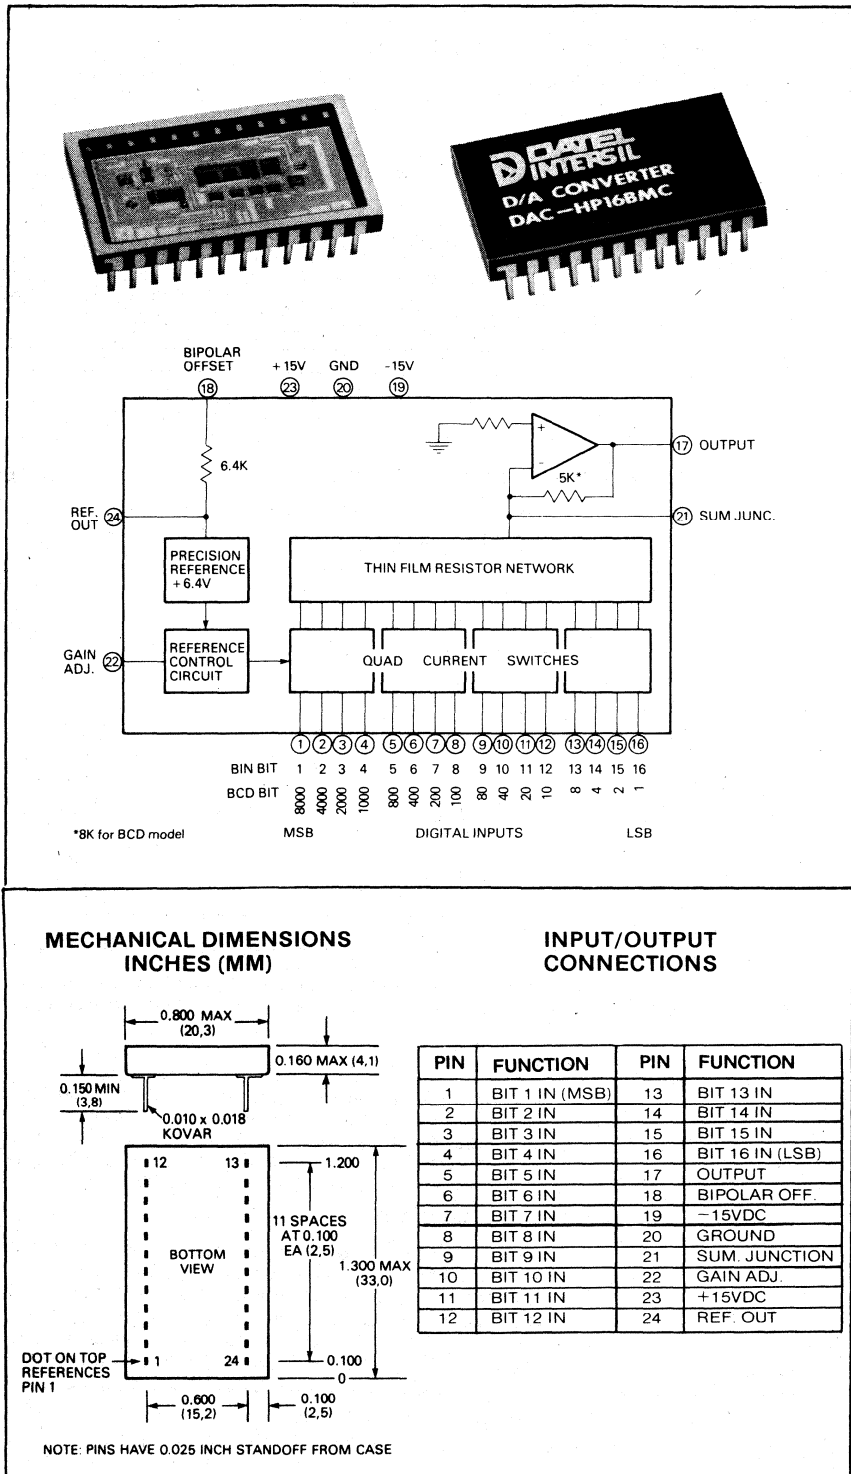 DATEL
INTERSIL
D/A CONVERTER
DAC-HP16BMC
BIPOLAR
OFFSET
+15V
GND
-15V
18
23
20
19
6.4K
+
-
5K*
17 OUTPUT
REF.
OUT
24
21 SUM JUNC.
PRECISION
REFERENCE
+6.4V
THIN FILM RESISTOR NETWORK
GAIN
ADJ.
22
REFERENCE
CONTROL
CIRCUIT
QUAD CURRENT SWITCHES
1 2 3 4 5 6 7 8 9 10 11 12 13 14 15 16
BIN BIT 1 2 3 4 5 6 7 8 9 10 11 12 13 14 15 16
BCD BIT 8000 4000 2000 1000 800 400 200 100 80 40 20 10 8 4 2 1
*8K for BCD model
MSB
DIGITAL INPUTS
LSB
MECHANICAL DIMENSIONS
INCHES (MM)
0.800 MAX
(20,3)
0.160 MAX (4,1)
0.150 MIN
(3,8)
0.010 x 0.018
KOVAR
12 13
1.200
11 SPACES
AT 0.100
EA (2,5)
BOTTOM
VIEW
1.300 MAX
(33,0)
DOT ON TOP
REFERENCES
PIN 1
1 24
0.100
0
0.600
(15,2)
0.100
(2,5)
NOTE: PINS HAVE 0.025 INCH STANDOFF FROM CASE
INPUT/OUTPUT
CONNECTIONS
PIN FUNCTION PIN FUNCTION
1 BIT 1 IN (MSB) 13 BIT 13 IN
2 BIT 2 IN 14 BIT 14 IN
3 BIT 3 IN 15 BIT 15 IN
4 BIT 4 IN 16 BIT 16 IN (LSB)
5 BIT 5 IN 17 OUTPUT
6 BIT 6 IN 18 BIPOLAR OFF.
7 BIT 7 IN 19 −15VDC
8 BIT 8 IN 20 GROUND
9 BIT 9 IN 21 SUM. JUNCTION
10 BIT 10 IN 22 GAIN ADJ.
11 BIT 11 IN 23 +15VDC
12 BIT 12 IN 24 REF. OUT